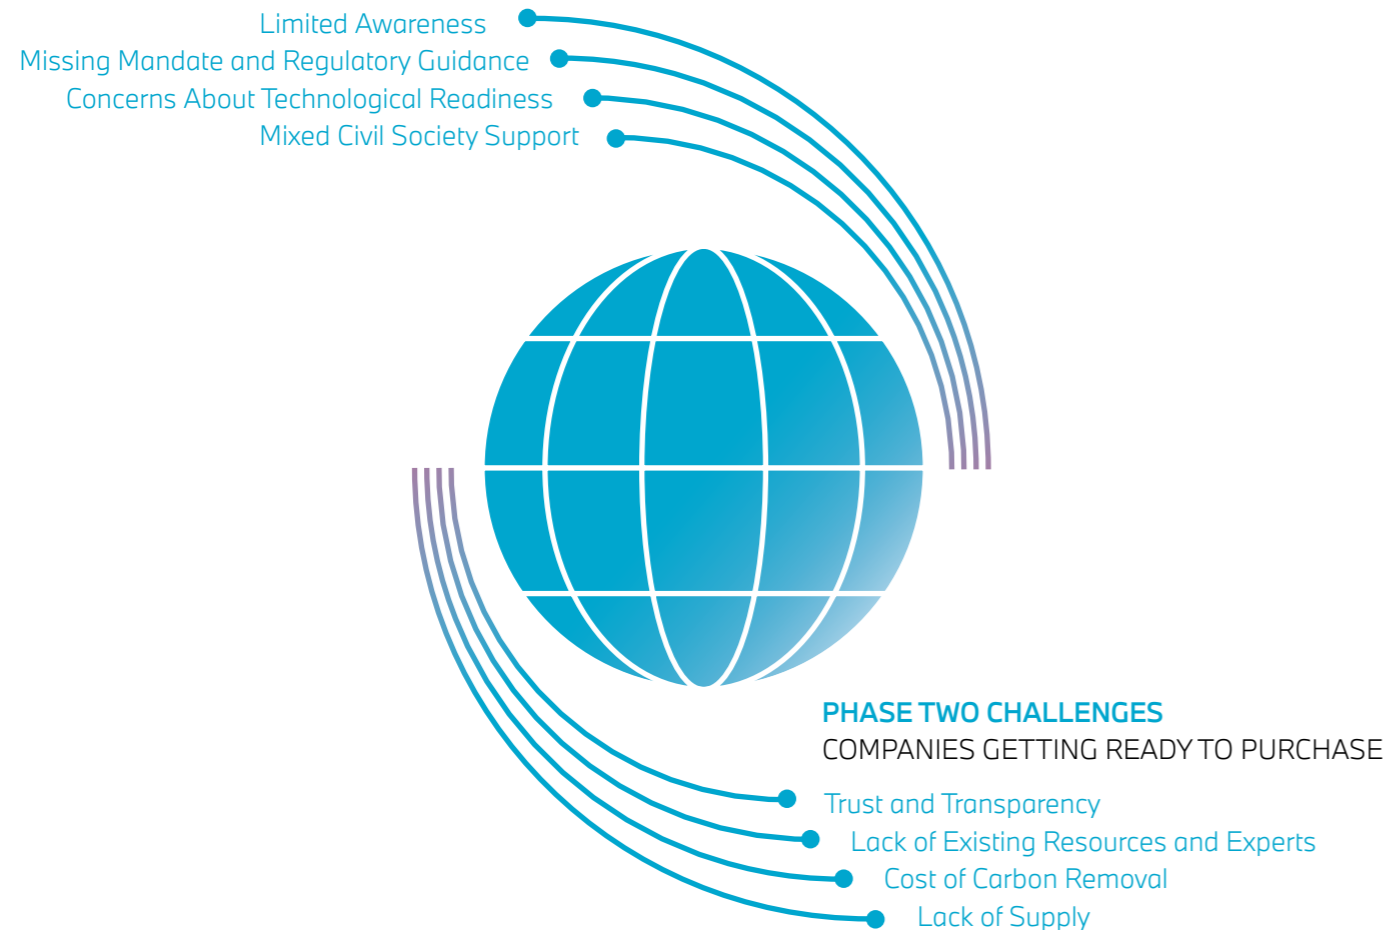 Limited Awareness
Missing Mandate and Regulatory Guidance
Concerns About Technological Readiness
Mixed Civil Society Support
PHASE TWO CHALLENGES
COMPANIES GETTING READY TO PURCHASE
Trust and Transparency
Lack of Existing Resources and Experts
Cost of Carbon Removal
Lack of Supply